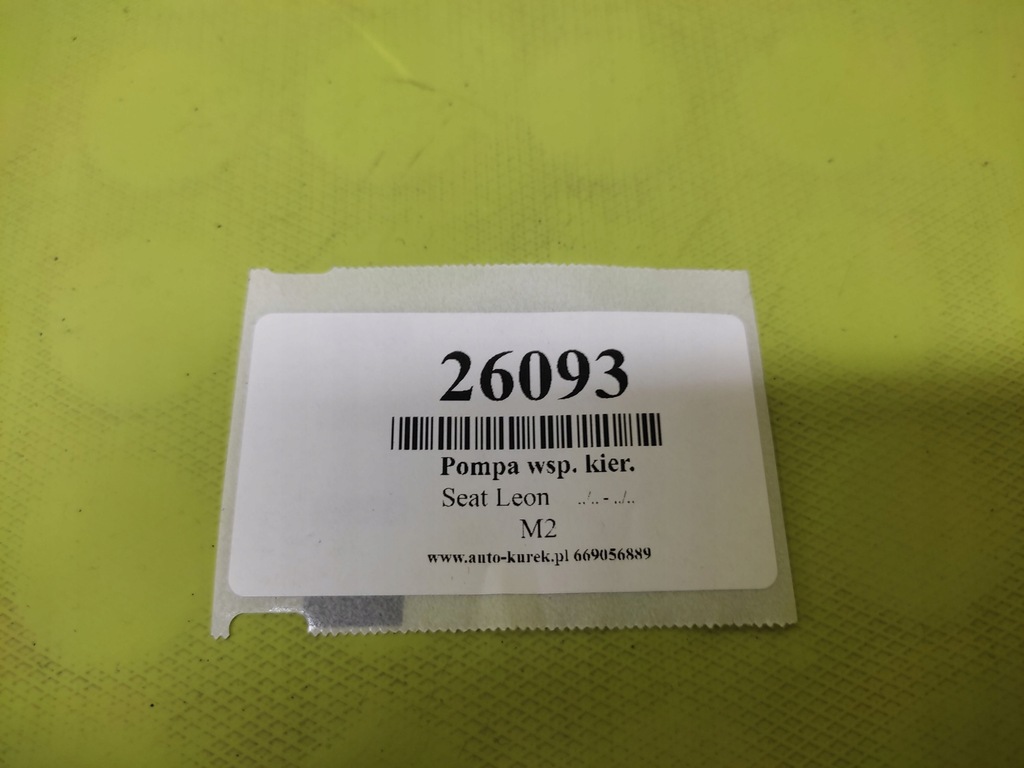 26093
Pompa wsp. kier.
Seat Leon ../.. - ../..
M2
www.auto-kurek.pl 669056889